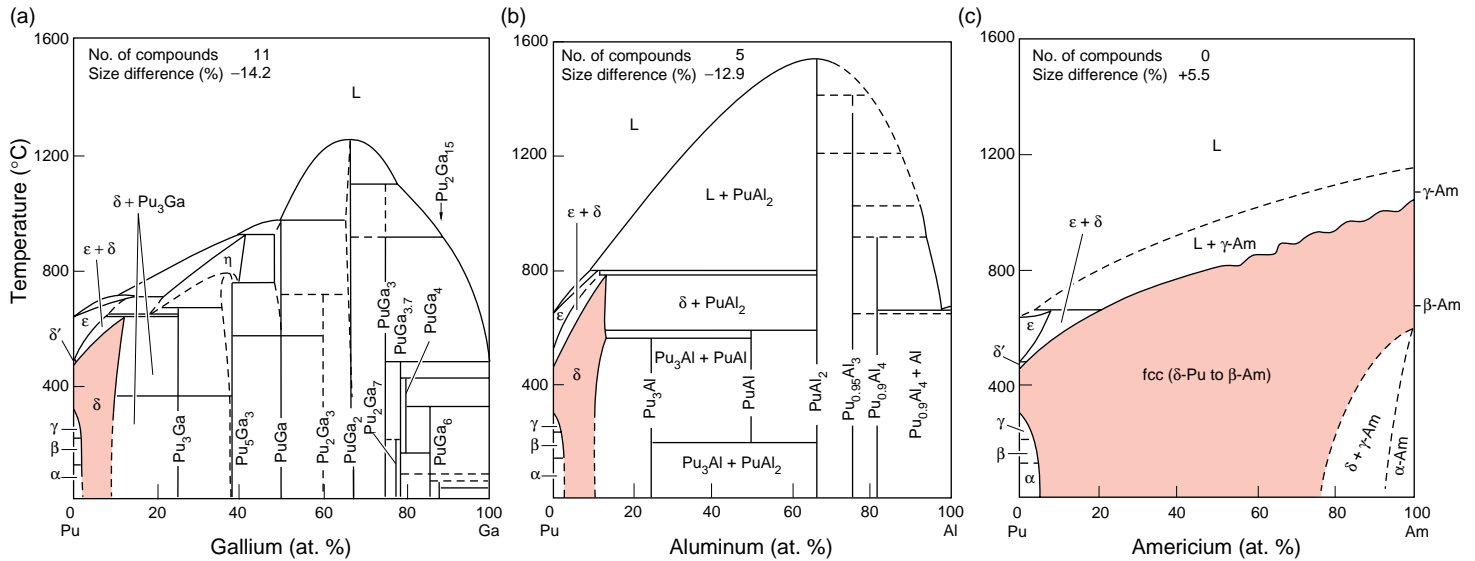 (a)
No. of compounds 11
Size difference (%) –14.2
L
Temperature (°C)
1600
1200
800
400
0
δ + Pu₃Ga
ε + δ
ε
δ′
δ
γ
β
α
η
Pu₂Ga₁₅
Pu₃Ga
Pu₅Ga₃
PuGa
Pu₂Ga₃
PuGa₂
Pu₂Ga₇
PuGa₃
PuGa₃.₇
PuGa₄
PuGa₆
0 20 40 60 80 100
Pu Ga
Gallium (at. %)
(b)
No. of compounds 5
Size difference (%) –12.9
L
1600
1200
800
400
0
ε + δ
ε
L + PuAl₂
δ + PuAl₂
δ
γ
β
α
Pu₃Al + PuAl
Pu₃Al
PuAl
PuAl₂
Pu₀.₉₅Al₃
Pu₀.₉Al₄
Pu₀.₉Al₄ + Al
Pu₃Al + PuAl₂
0 20 40 60 80 100
Pu Al
Aluminum (at. %)
(c)
No. of compounds 0
Size difference (%) +5.5
L
1600
1200
800
400
0
γ-Am
β-Am
ε + δ
L + γ-Am
ε
δ′
fcc (δ-Pu to β-Am)
γ
β
α
δ + γ-Am
α-Am
0 20 40 60 80 100
Pu Am
Americium (at. %)